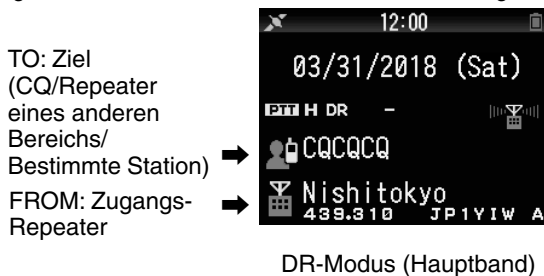 12:00
03/31/2018 (Sat)
PTT H DR –
TO: Ziel
(CQ/Repeater
eines anderen
Bereichs/
Bestimmte Station)
CQCQCQ
FROM: Zugangs-
Repeater
Nishitokyo
439.310 JP1YIW A
DR-Modus (Hauptband)